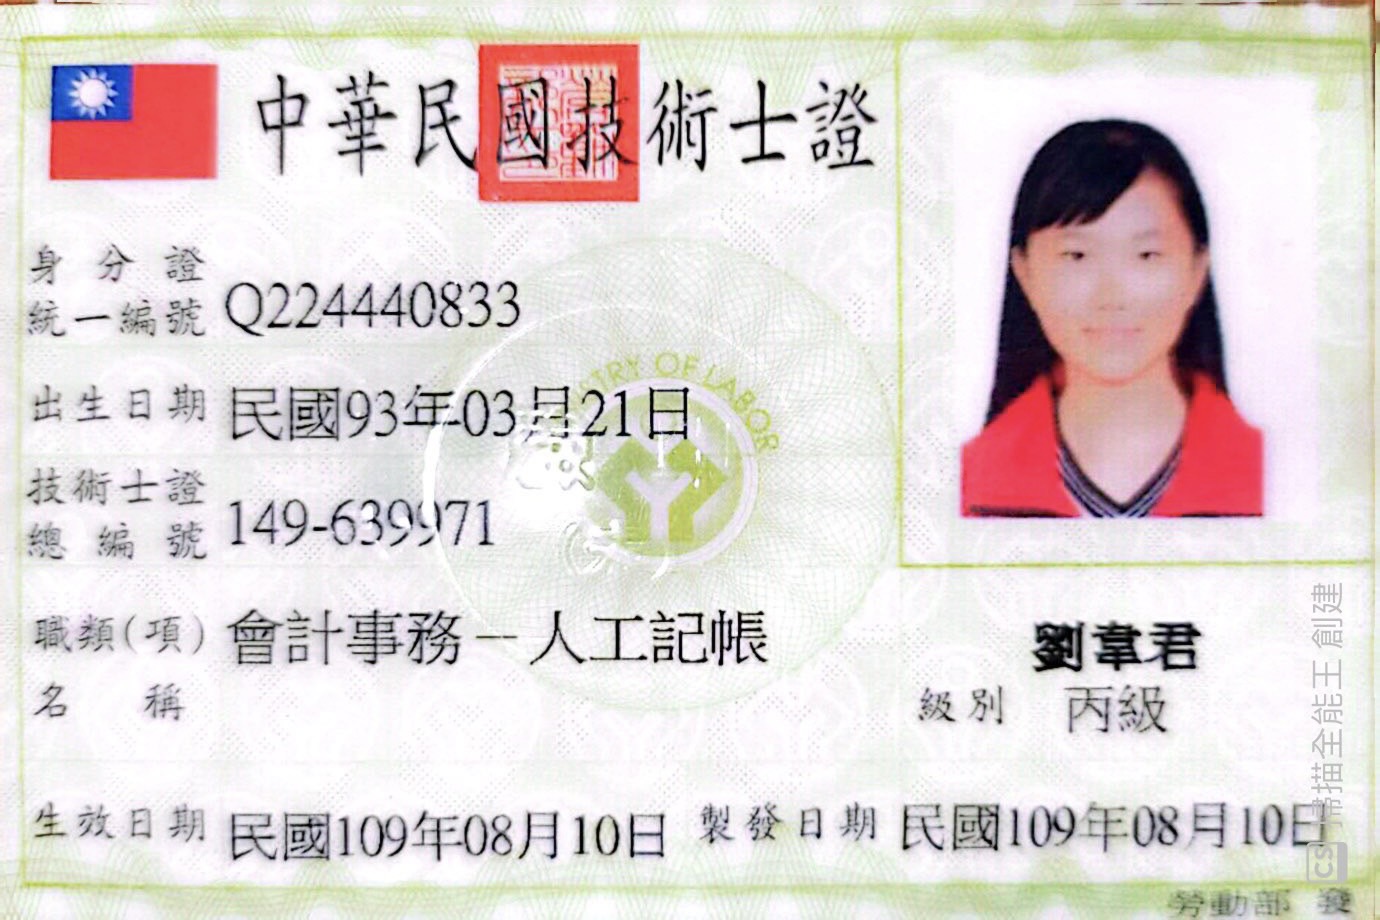 中華民國技術士證
身分證
統一編號 Q224440833
出生日期 民國93年03月21日
技術士證
總編號 149-639971
職類(項) 會計事務－人工記帳
名稱
劉韋君
級別 丙級
生效日期 民國109年08月10日 製發日期 民國109年08月10日
勞動部 發
MINISTRY OF LABOR
CS 掃描全能王 創建